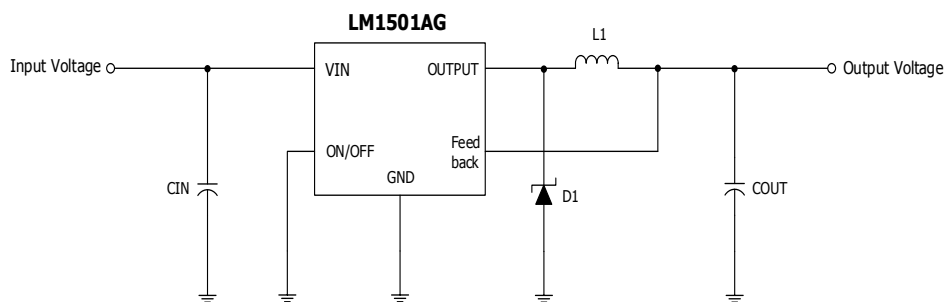 LM1501AG
L1
Input Voltage
VIN
OUTPUT
Output Voltage
ON/OFF
Feed
back
GND
CIN
D1
COUT